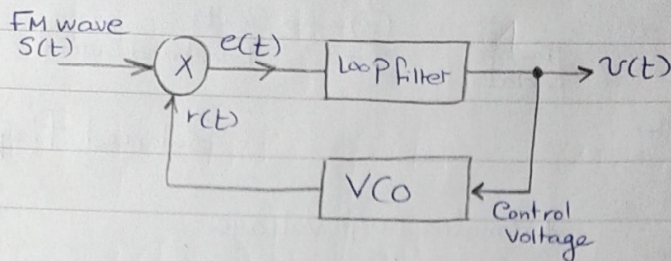 FM wave
S(t)
X
e(t)
Loop filter
v(t)
r(t)
VCO
Control
Voltage